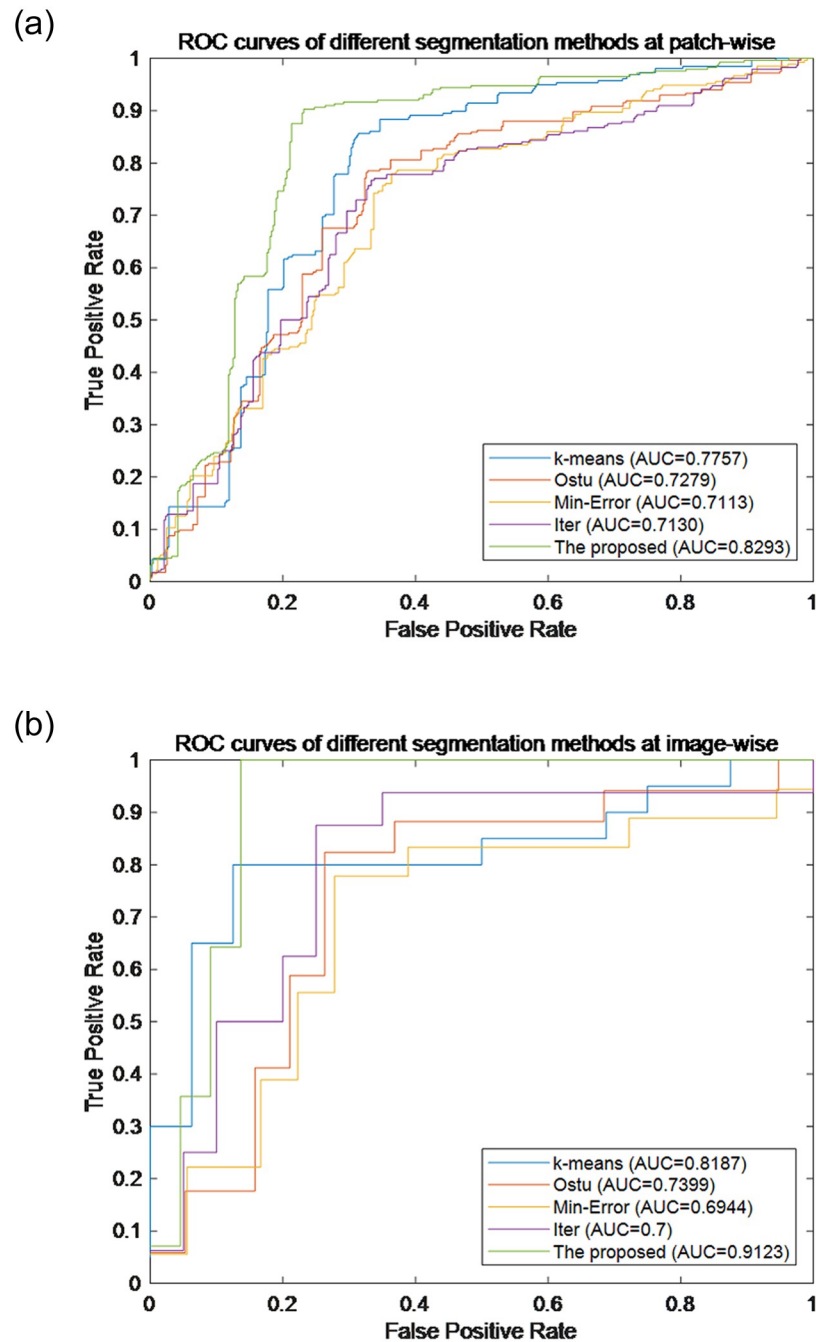 (a)
ROC curves of different segmentation methods at patch-wise
1
0.9
0.8
0.7
0.6
0.5
0.4
0.3
0.2
0.1
0
True Positive Rate
k-means (AUC=0.7757)
Ostu (AUC=0.7279)
Min-Error (AUC=0.7113)
Iter (AUC=0.7130)
The proposed (AUC=0.8293)
0 0.2 0.4 0.6 0.8 1
False Positive Rate
(b)
ROC curves of different segmentation methods at image-wise
1
0.9
0.8
0.7
0.6
0.5
0.4
0.3
0.2
0.1
0
True Positive Rate
k-means (AUC=0.8187)
Ostu (AUC=0.7399)
Min-Error (AUC=0.6944)
Iter (AUC=0.7)
The proposed (AUC=0.9123)
0 0.2 0.4 0.6 0.8 1
False Positive Rate